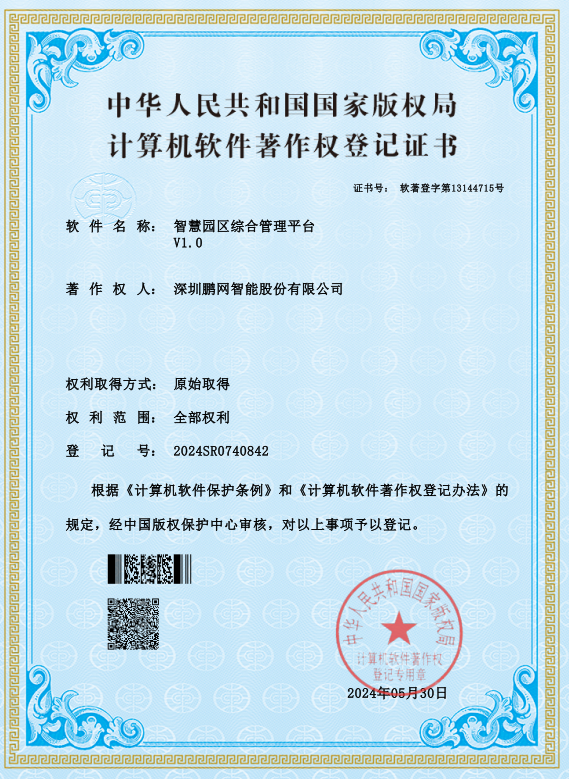 中华人民共和国国家版权局
计算机软件著作权登记证书
证书号： 软著登字第13144715号
软件名称： 智慧园区综合管理平台
V1.0
著作权人： 深圳鹏网智能股份有限公司
权利取得方式： 原始取得
权利范围： 全部权利
登记号： 2024SR0740842
根据《计算机软件保护条例》和《计算机软件著作权登记办法》的
规定，经中国版权保护中心审核，对以上事项予以登记。
中华人民共和国国家版权局
计算机软件著作权
登记专用章
2024年05月30日